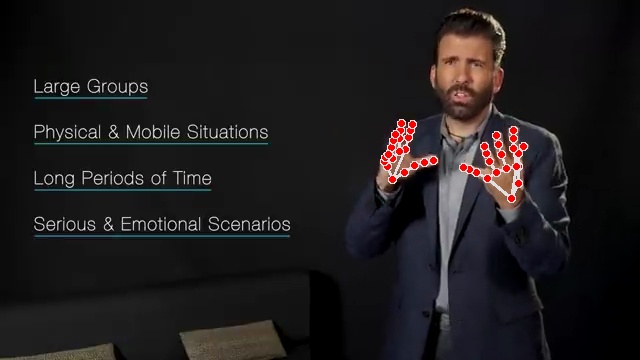 Large Groups
Physical & Mobile Situations
Long Periods of Time
Serious & Emotional Scenarios